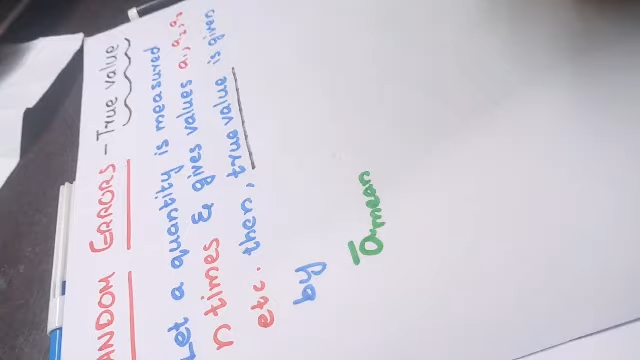 RANDOM ERRORS - True value
Let a quantity is measured
n times & gives values a₁, a₂, a₃
etc. then, true value is given
by
ā mean